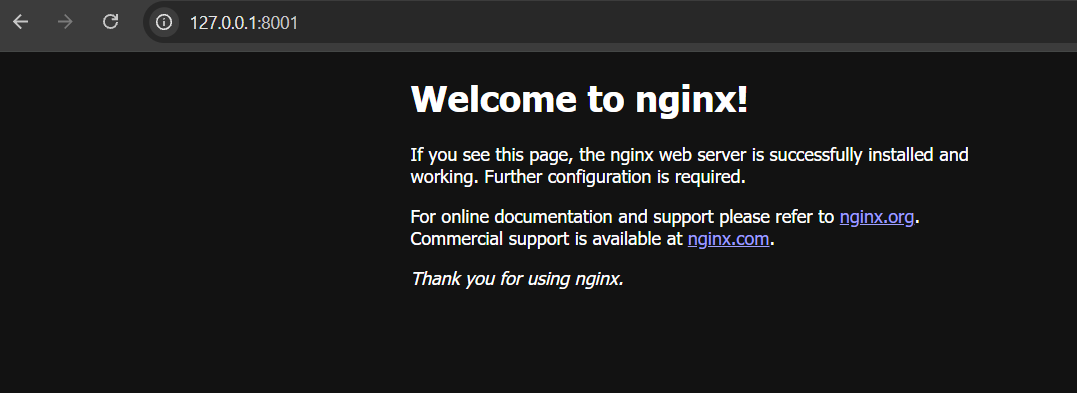 127.0.0.1:8001
Welcome to nginx!
If you see this page, the nginx web server is successfully installed and
working. Further configuration is required.
For online documentation and support please refer to nginx.org.
Commercial support is available at nginx.com.
Thank you for using nginx.